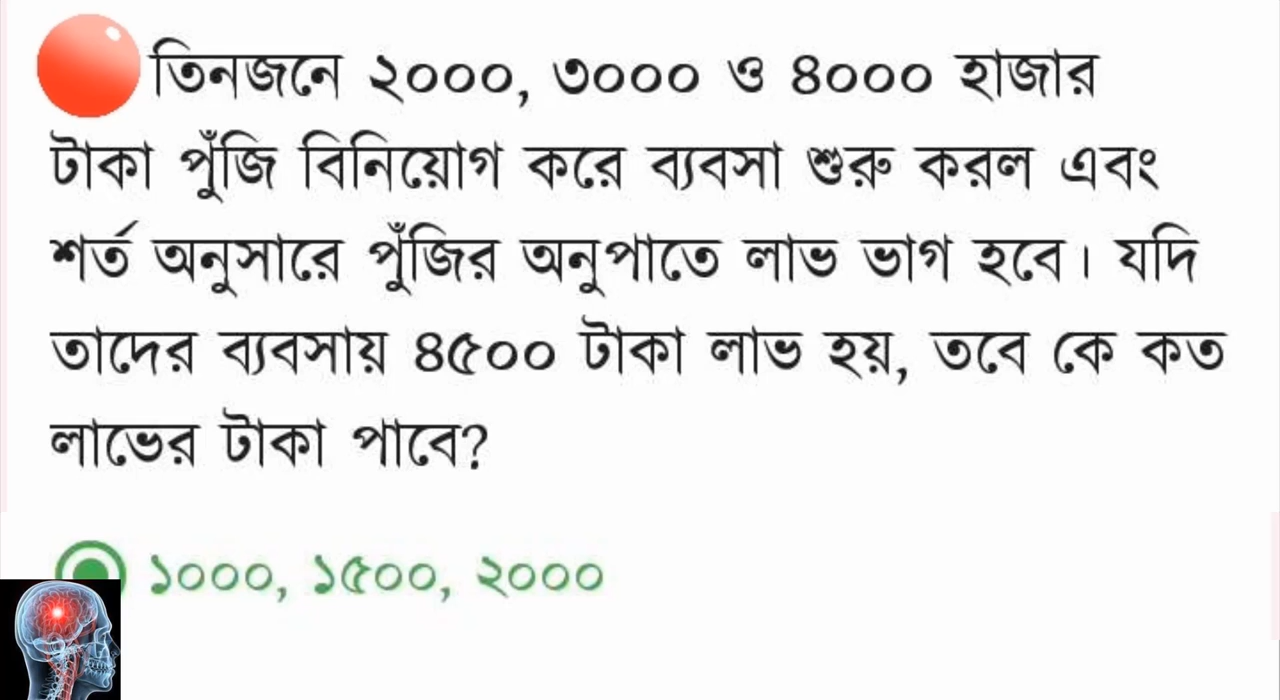 তিনজনে ২০০০, ৩০০০ ও ৪০০০ হাজার
টাকা পুঁজি বিনিয়োগ করে ব্যবসা শুরু করল এবং
শর্ত অনুসারে পুঁজির অনুপাতে লাভ ভাগ হবে। যদি
তাদের ব্যবসায় ৪৫০০ টাকা লাভ হয়, তবে কে কত
লাভের টাকা পাবে?
১০০০, ১৫০০, ২০০০